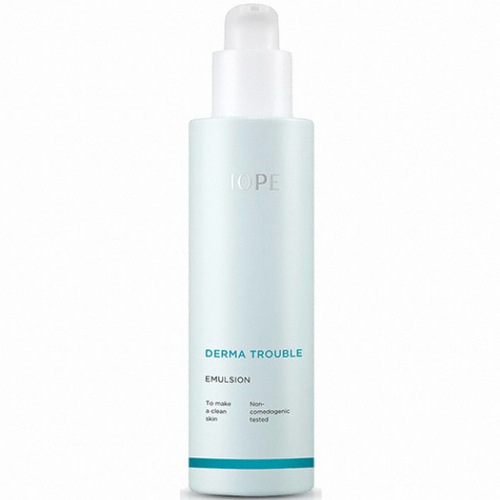 IOPE
DERMA TROUBLE
EMULSION
To make
a clean
skin
Non-
comedogenic
tested